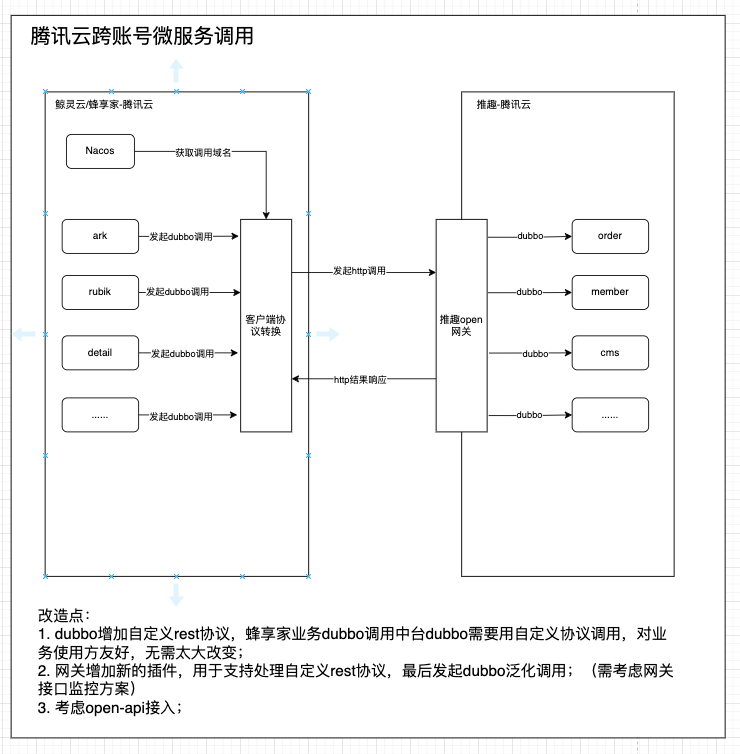 腾讯云跨账号微服务调用
鲸灵云/蜂享家-腾讯云
推趣-腾讯云
Nacos
获取调用域名
ark
发起dubbo调用
rubik
发起dubbo调用
detail
发起dubbo调用
......
发起dubbo调用
客户端协
议转换
发起http调用
http结果响应
推趣open
网关
dubbo
order
dubbo
member
dubbo
cms
dubbo
......
改造点：
1. dubbo增加自定义rest协议，蜂享家业务dubbo调用中台dubbo需要用自定义协议调用，对业
务使用方友好，无需太大改变；
2. 网关增加新的插件，用于支持处理自定义rest协议，最后发起dubbo泛化调用；（需考虑网关
接口监控方案）
3. 考虑open-api接入；